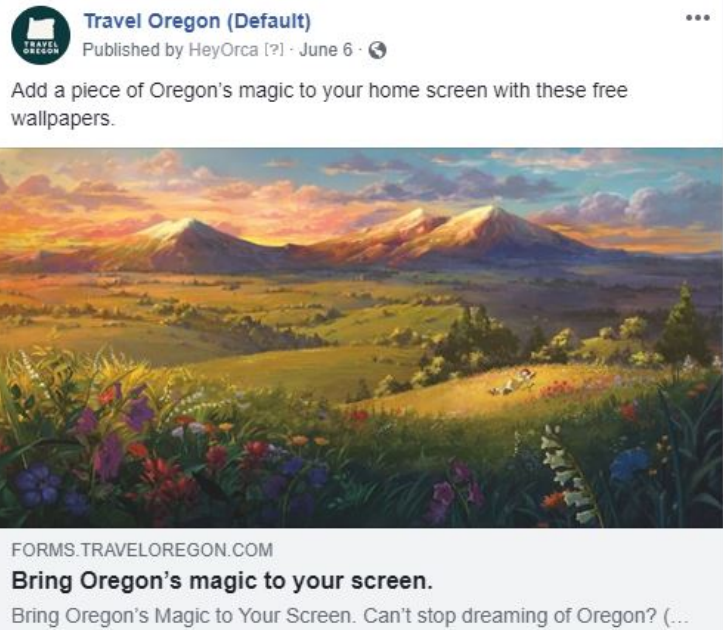 TRAVEL
OREGON
Travel Oregon (Default)
Published by HeyOrca [?] · June 6 ·
Add a piece of Oregon's magic to your home screen with these free
wallpapers.
FORMS.TRAVELOREGON.COM
Bring Oregon's magic to your screen.
Bring Oregon's Magic to Your Screen. Can't stop dreaming of Oregon? (...